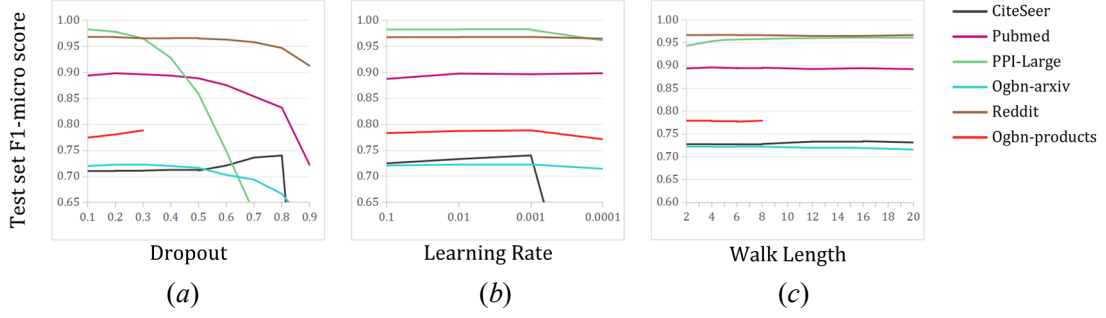 Test set F1-micro score
1.00
0.95
0.90
0.85
0.80
0.75
0.70
0.65
0.1 0.2 0.3 0.4 0.5 0.6 0.7 0.8 0.9
Dropout
(a)
1.00
0.95
0.90
0.85
0.80
0.75
0.70
0.65
0.1 0.01 0.001 0.0001
Learning Rate
(b)
1.00
0.95
0.90
0.85
0.80
0.75
0.70
0.65
0.60
2 4 6 8 10 12 14 16 18 20
Walk Length
(c)
CiteSeer
Pubmed
PPI-Large
Ogbn-arxiv
Reddit
Ogbn-products